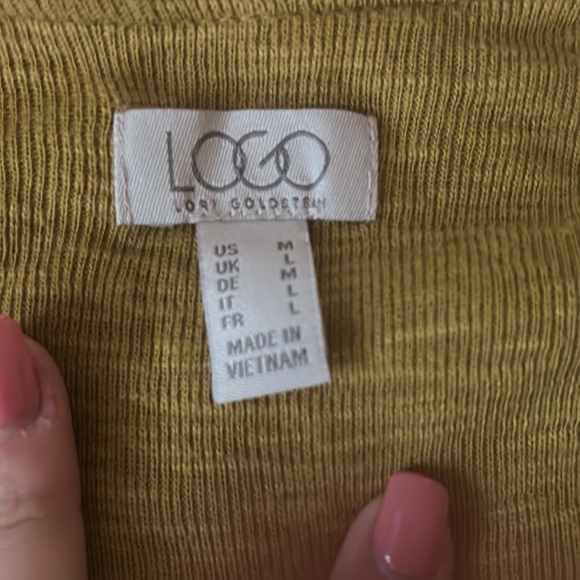 LOGO
LORI GOLDSTEIN
US M
UK L
DE M
IT L
FR L
MADE IN
VIETNAM